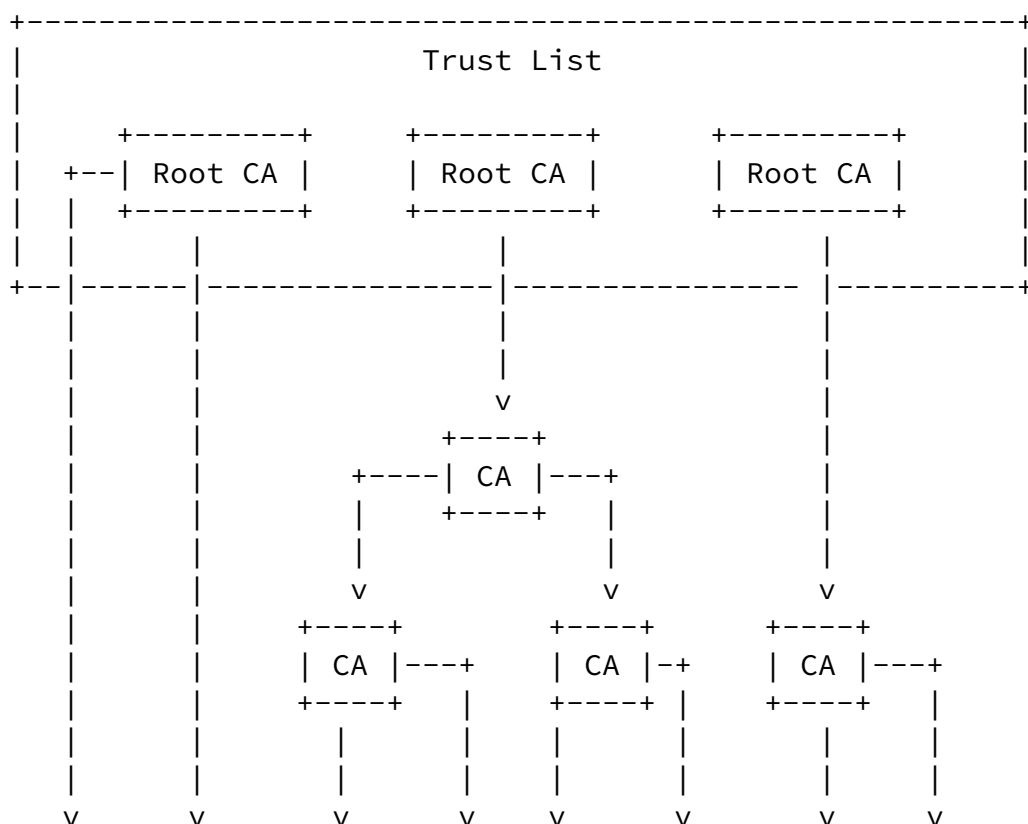 +--------------------------------------------------------+
|                      Trust List                        |
|                                                        |
|     +---------+     +---------+      +---------+       |
|  +--| Root CA |     | Root CA |      | Root CA |       |
|  |  +---------+     +---------+      +---------+       |
|  |      |                |                 |           |
+--|------|----------------|---------------- |----------+
   |      |                |                 |
   |      |                |                 |
   |      |                v                 |
   |      |             +----+               |
   |      |        +----| CA |---+           |
   |      |        |    +----+   |           |
   |      |        |             |           |
   |      |        v             v           v
   |      |     +----+        +----+      +----+
   |      |     | CA |---+    | CA |-+    | CA |---+
   |      |     +----+   |    +----+ |    +----+   |
   |      |       |      |    |      |       |     |
   |      |       |      |    |      |       |     |
   v      v       v      v    v      v       v     v